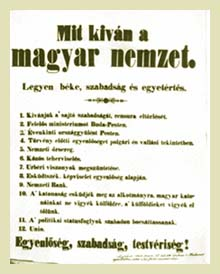 Mit kiván a
magyar nemzet.
Legyen béke, szabadság és egyetértés.
1. Kivánjuk a' sajtó szabadságát, censura eltörlését.
2. Felelős ministeriumot Buda-Pesten.
3. Évenkinti országgyülést Pesten.
4. Törvény előtti egyenlőséget polgári és vallási tekintetben.
5. Nemzeti őrsereg.
6. Közös teherviselés.
7. Urbéri viszonyok megszüntetése.
8. Esküdtszék, képviselet egyenlőség alapján.
9. Nemzeti Bank.
10. A' katonaság esküdjék meg az alkotmányra, magyar kato-
náinkat ne vigyék külföldre, a' külföldieket vigyék el
tőlünk.
11. A' politikai statusfoglyok szabadon bocsáttassanak.
12. Unio.
Egyenlőség, szabadság, testvériség!